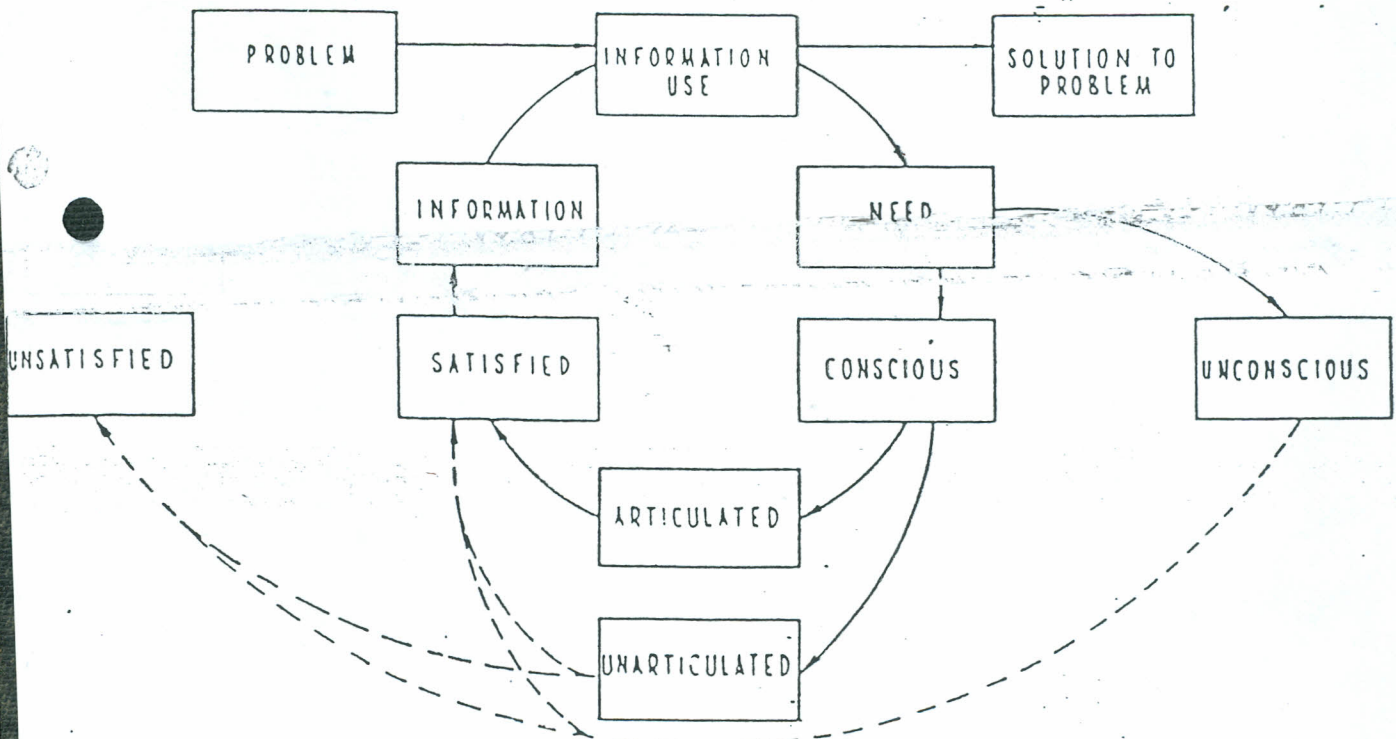 PROBLEM
INFORMATION
USE
SOLUTION TO
PROBLEM
INFORMATION
NEED
UNSATISFIED
SATISFIED
CONSCIOUS
UNCONSCIOUS
ARTICULATED
UNARTICULATED